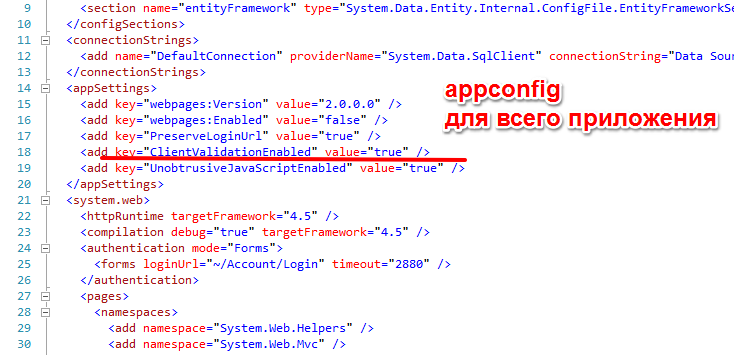 9 <section name="entityFramework" type="System.Data.Entity.Internal.ConfigFile.EntityFrameworkSe
10 </configSections>
11 <connectionStrings>
12 <add name="DefaultConnection" providerName="System.Data.SqlClient" connectionString="Data Sour
13 </connectionStrings>
14 <appSettings>
15 <add key="webpages:Version" value="2.0.0.0" />
16 <add key="webpages:Enabled" value="false" />
17 <add key="PreserveLoginUrl" value="true" />
18 <add key="ClientValidationEnabled" value="true" />
19 <add key="UnobtrusiveJavaScriptEnabled" value="true" />
20 </appSettings>
21 <system.web>
22 <httpRuntime targetFramework="4.5" />
23 <compilation debug="true" targetFramework="4.5" />
24 <authentication mode="Forms">
25 <forms loginUrl="~/Account/Login" timeout="2880" />
26 </authentication>
27 <pages>
28 <namespaces>
29 <add namespace="System.Web.Helpers" />
30 <add namespace="System.Web.Mvc" />
appconfig
для всего приложения